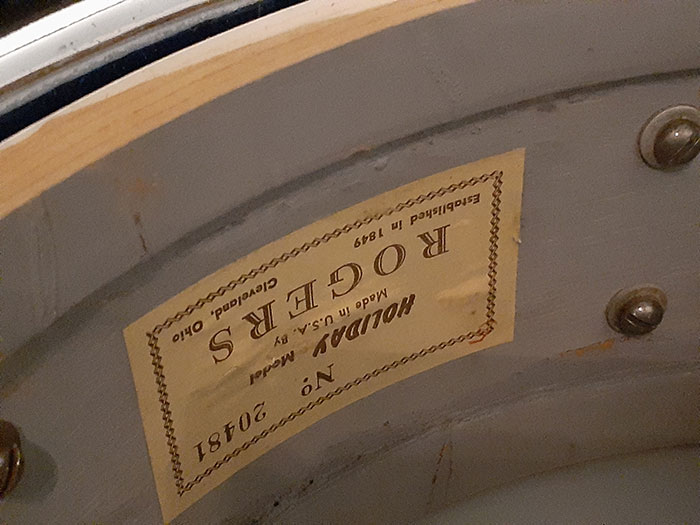 Nº 20481
HOLIDAY Model
Made in U.S.A. By
ROGERS
Established in 1849 Cleveland, Ohio